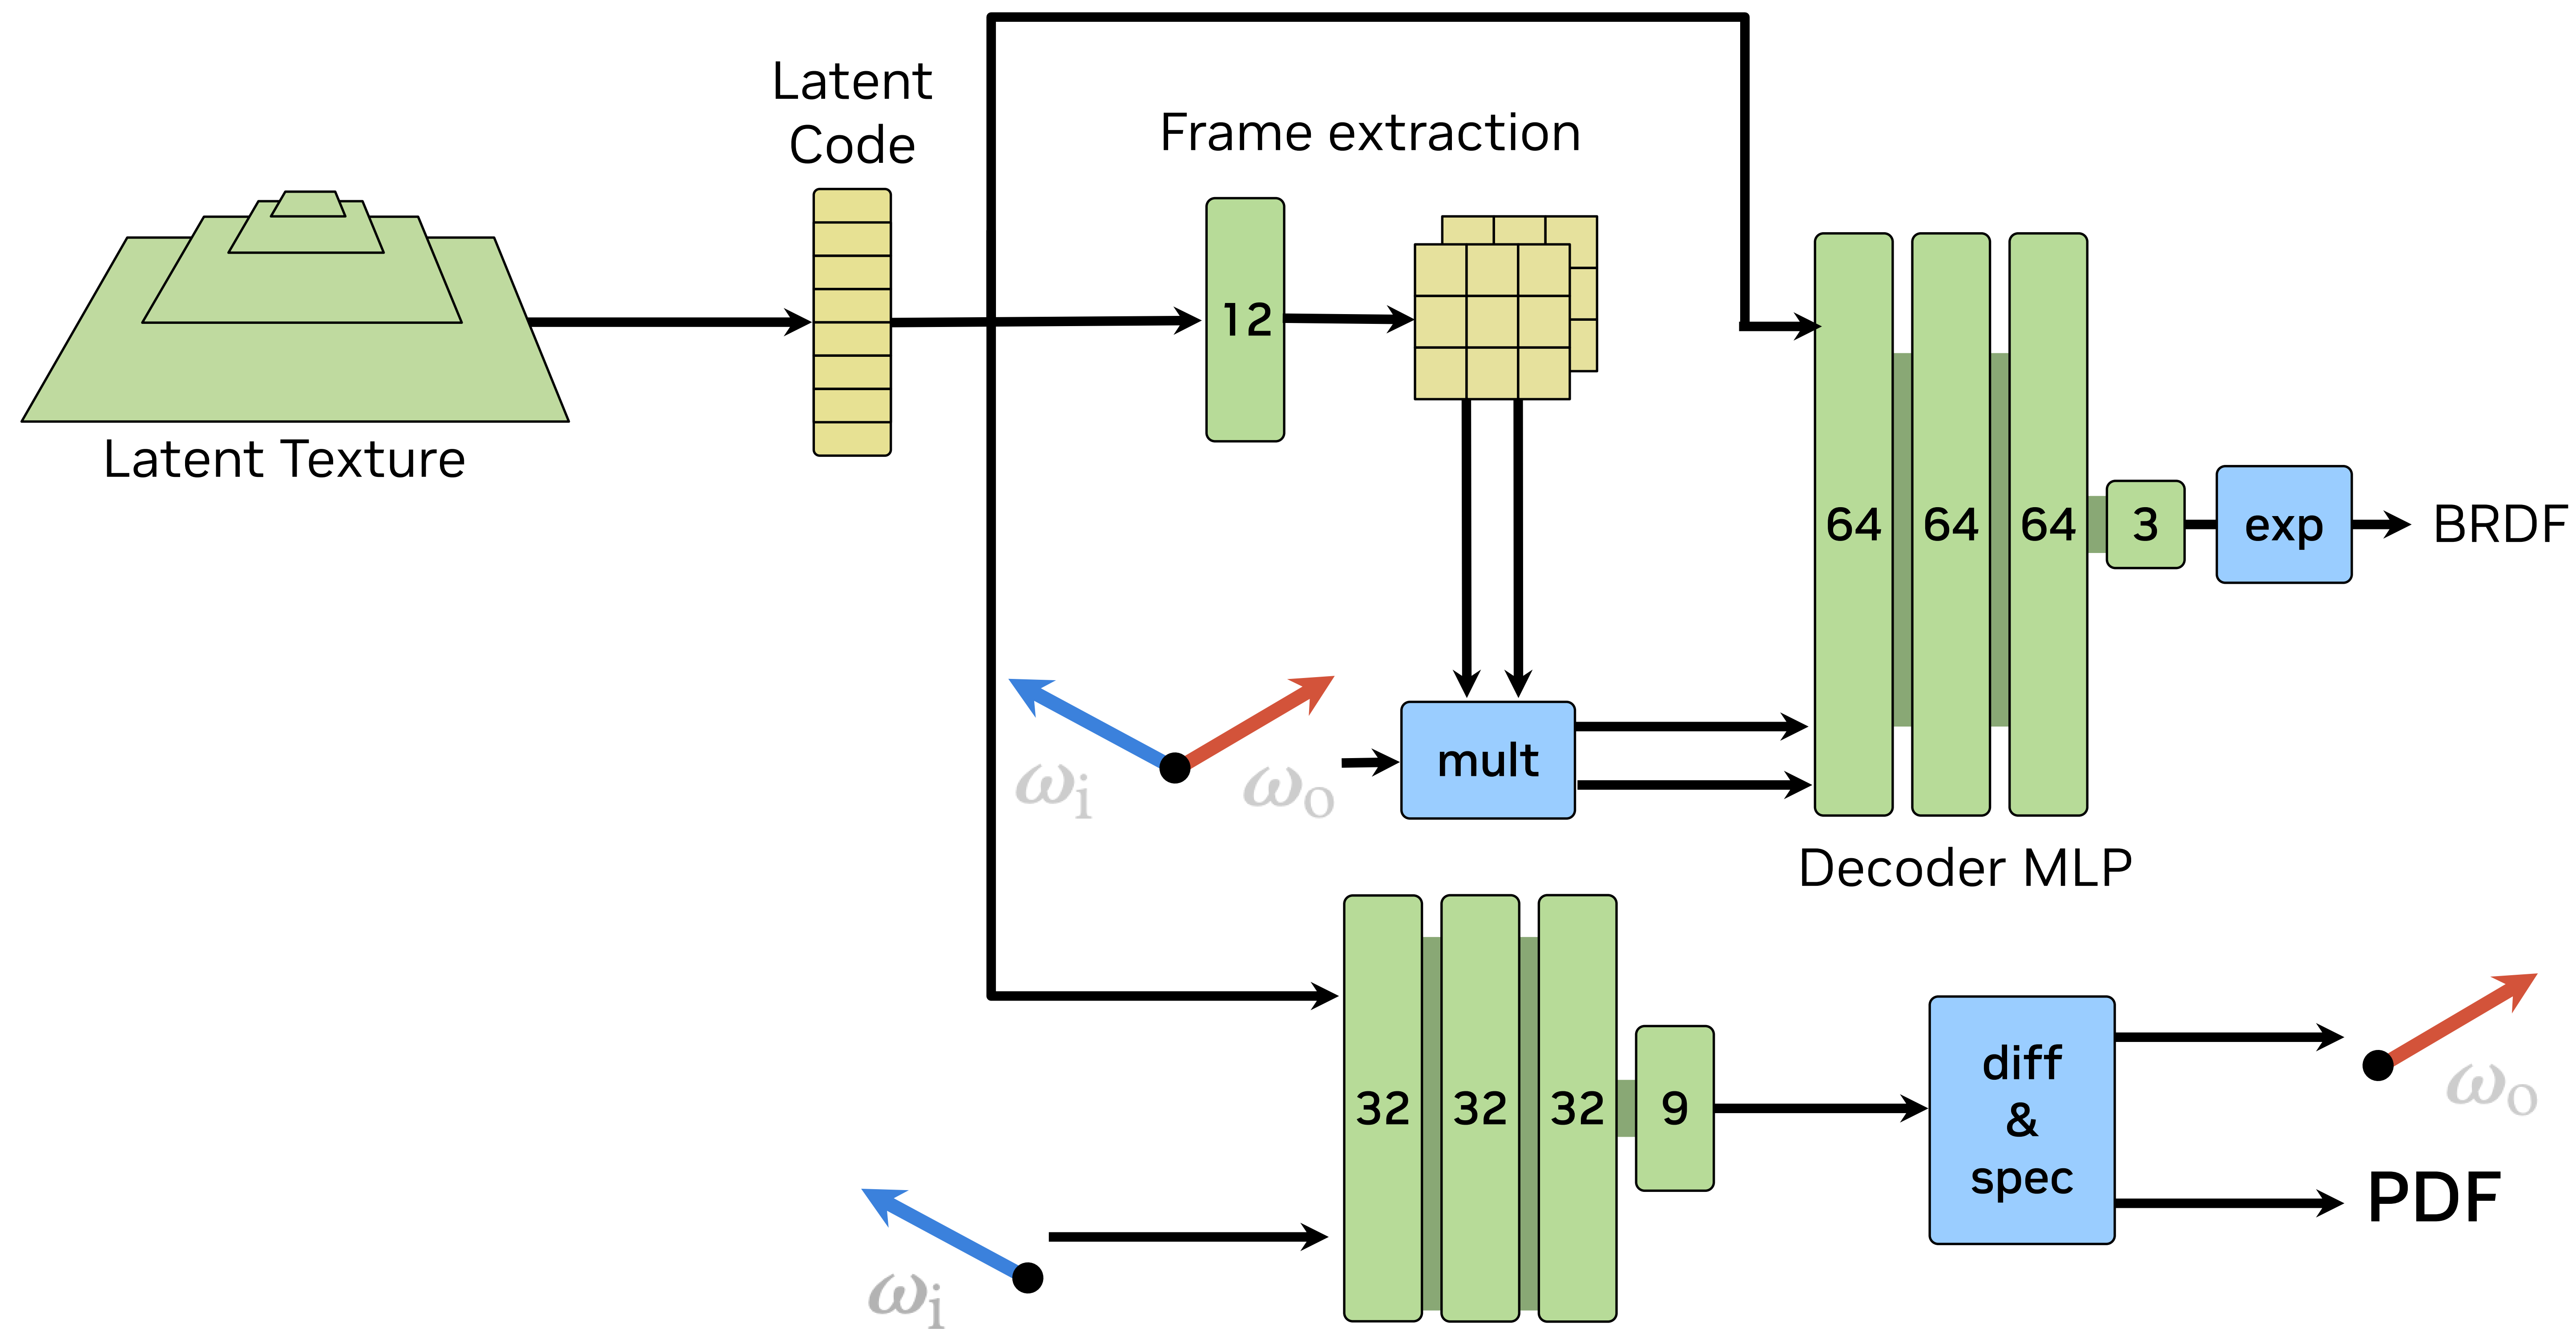 Latent
Code
Frame extraction
Latent Texture
12
64 64 64 3 exp BRDF
ωi ωo mult
Decoder MLP
32 32 32 9
diff
&
spec
ωo
PDF
ωi